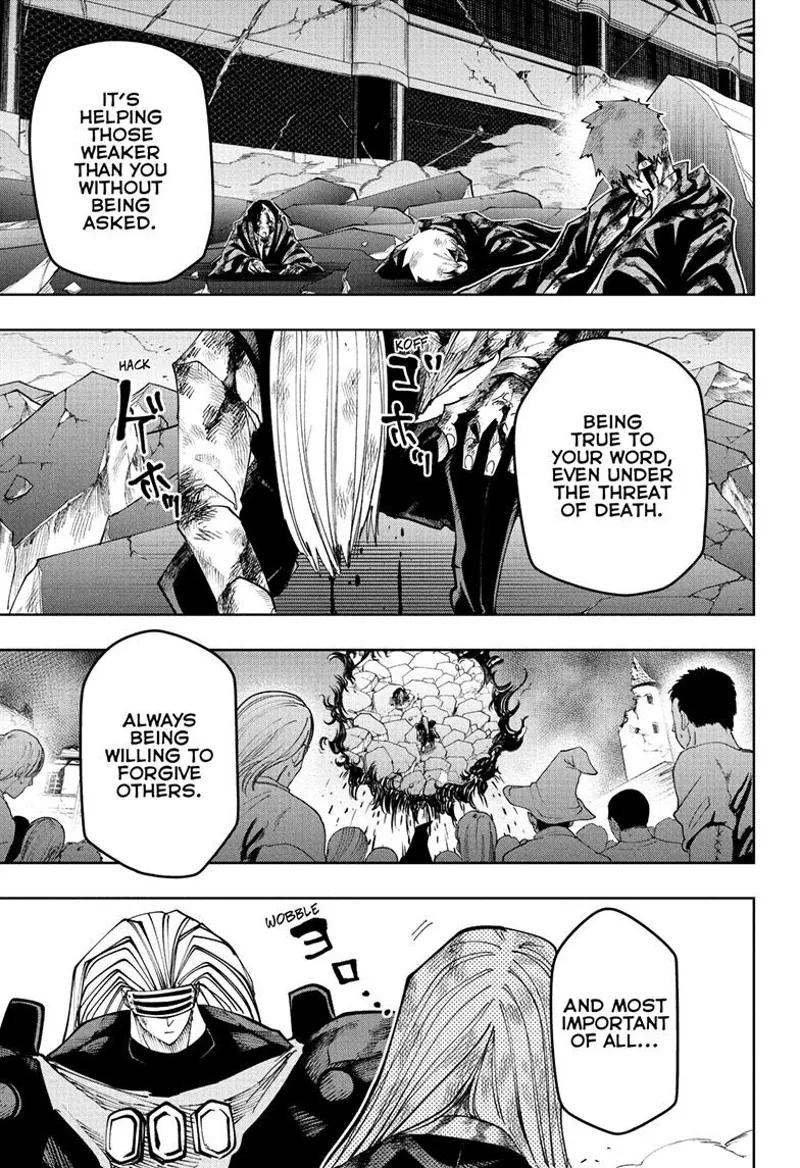 IT'S
HELPING
THOSE
WEAKER
THAN YOU
WITHOUT
BEING
ASKED.
KOFF
コホッ
HACK
ゲホッ
BEING
TRUE TO
YOUR WORD,
EVEN UNDER
THE THREAT
OF DEATH.
ALWAYS
BEING
WILLING TO
FORGIVE
OTHERS.
AND MOST
IMPORTANT
OF ALL...
WOBBLE
ヨロ…